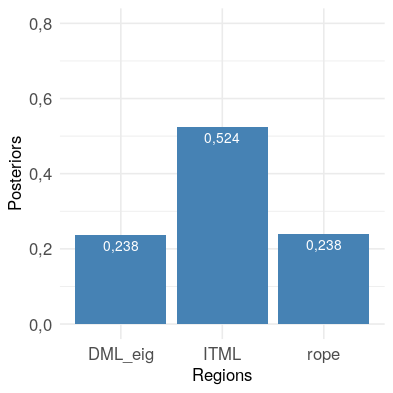 0,8
0,6
0,4
0,2
0,0
Posteriors
0,238
0,524
0,238
DML_eig
ITML
rope
Regions